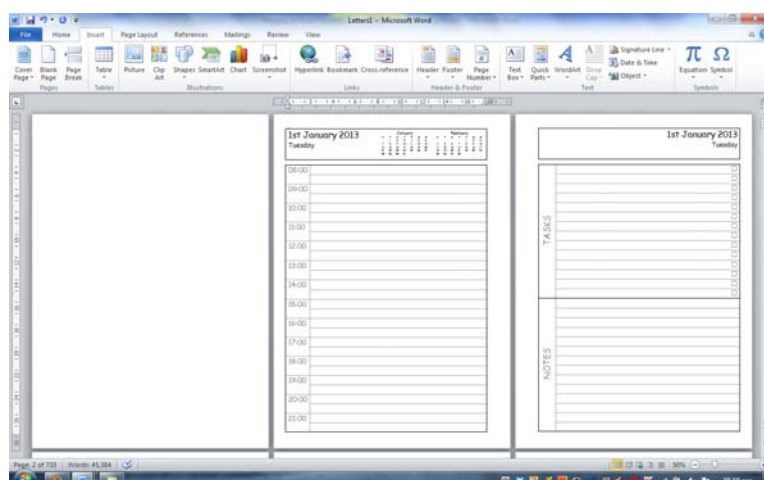 Letters1 - Microsoft Word
File Home Insert Page Layout References Mailings Review View
Cover Page Blank Page Page Break Table Picture Clip Art Shapes SmartArt Chart Screenshot Hyperlink Bookmark Cross-reference Header Footer Page Number Text Box Quick Parts WordArt Drop Cap Signature Line Date & Time Object Equation Symbol
Pages Tables Illustrations Links Header & Footer Text Symbols
1st January 2013
Tuesday
January February
08:00
09:00
10:00
11:00
12:00
13:00
14:00
15:00
16:00
17:00
18:00
19:00
20:00
21:00
1st January 2013
Tuesday
TASKS
NOTES
Page: 2 of 733 Words: 45,384 50%